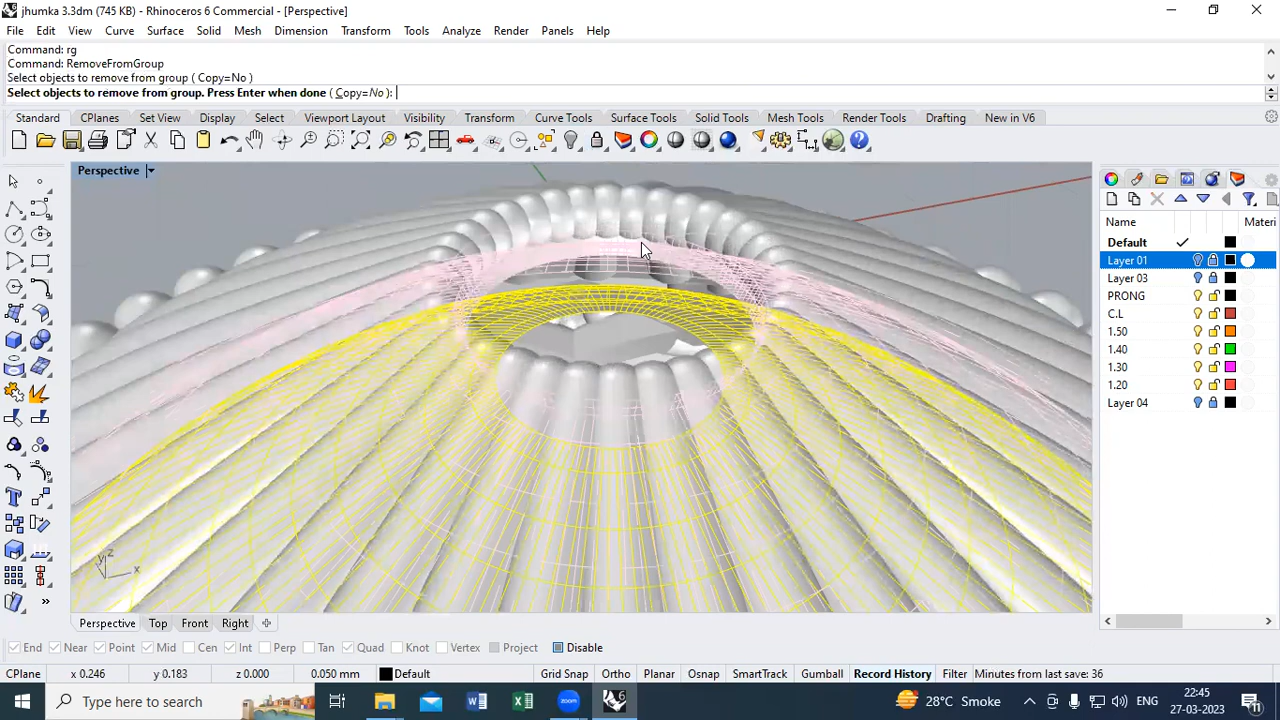 jhumka 3.3dm (745 KB) - Rhinoceros 6 Commercial - [Perspective]
File Edit View Curve Surface Solid Mesh Dimension Transform Tools Analyze Render Panels Help
Command: rg
Command: RemoveFromGroup
Select objects to remove from group ( Copy=No )
Select objects to remove from group. Press Enter when done ( Copy=No ):
Standard CPlanes Set View Display Select Viewport Layout Visibility Transform Curve Tools Surface Tools Solid Tools Mesh Tools Render Tools Drafting New in V6
Perspective
Name Materi
Default
Layer 01
Layer 03
PRONG
C.L
1.50
1.40
1.30
1.20
Layer 04
z
y
x
Perspective Top Front Right
End Near Point Mid Cen Int Perp Tan Quad Knot Vertex Project Disable
CPlane x 0.246 y 0.183 z 0.000 0.050 mm Default Grid Snap Ortho Planar Osnap SmartTrack Gumball Record History Filter Minutes from last save: 36
Type here to search
28°C Smoke
ENG
22:45
27-03-2023